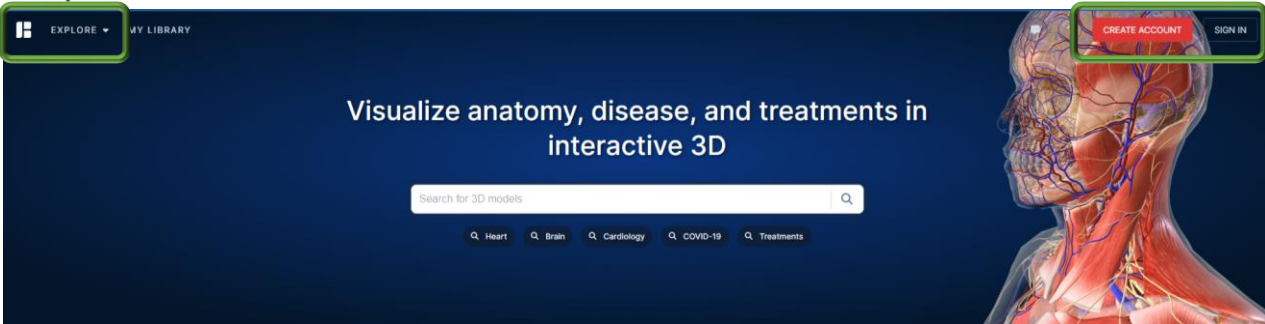 EXPLORE MY LIBRARY CREATE ACCOUNT SIGN IN
Visualize anatomy, disease, and treatments in
interactive 3D
Search for 3D models
Heart Brain Cardiology COVID-19 Treatments